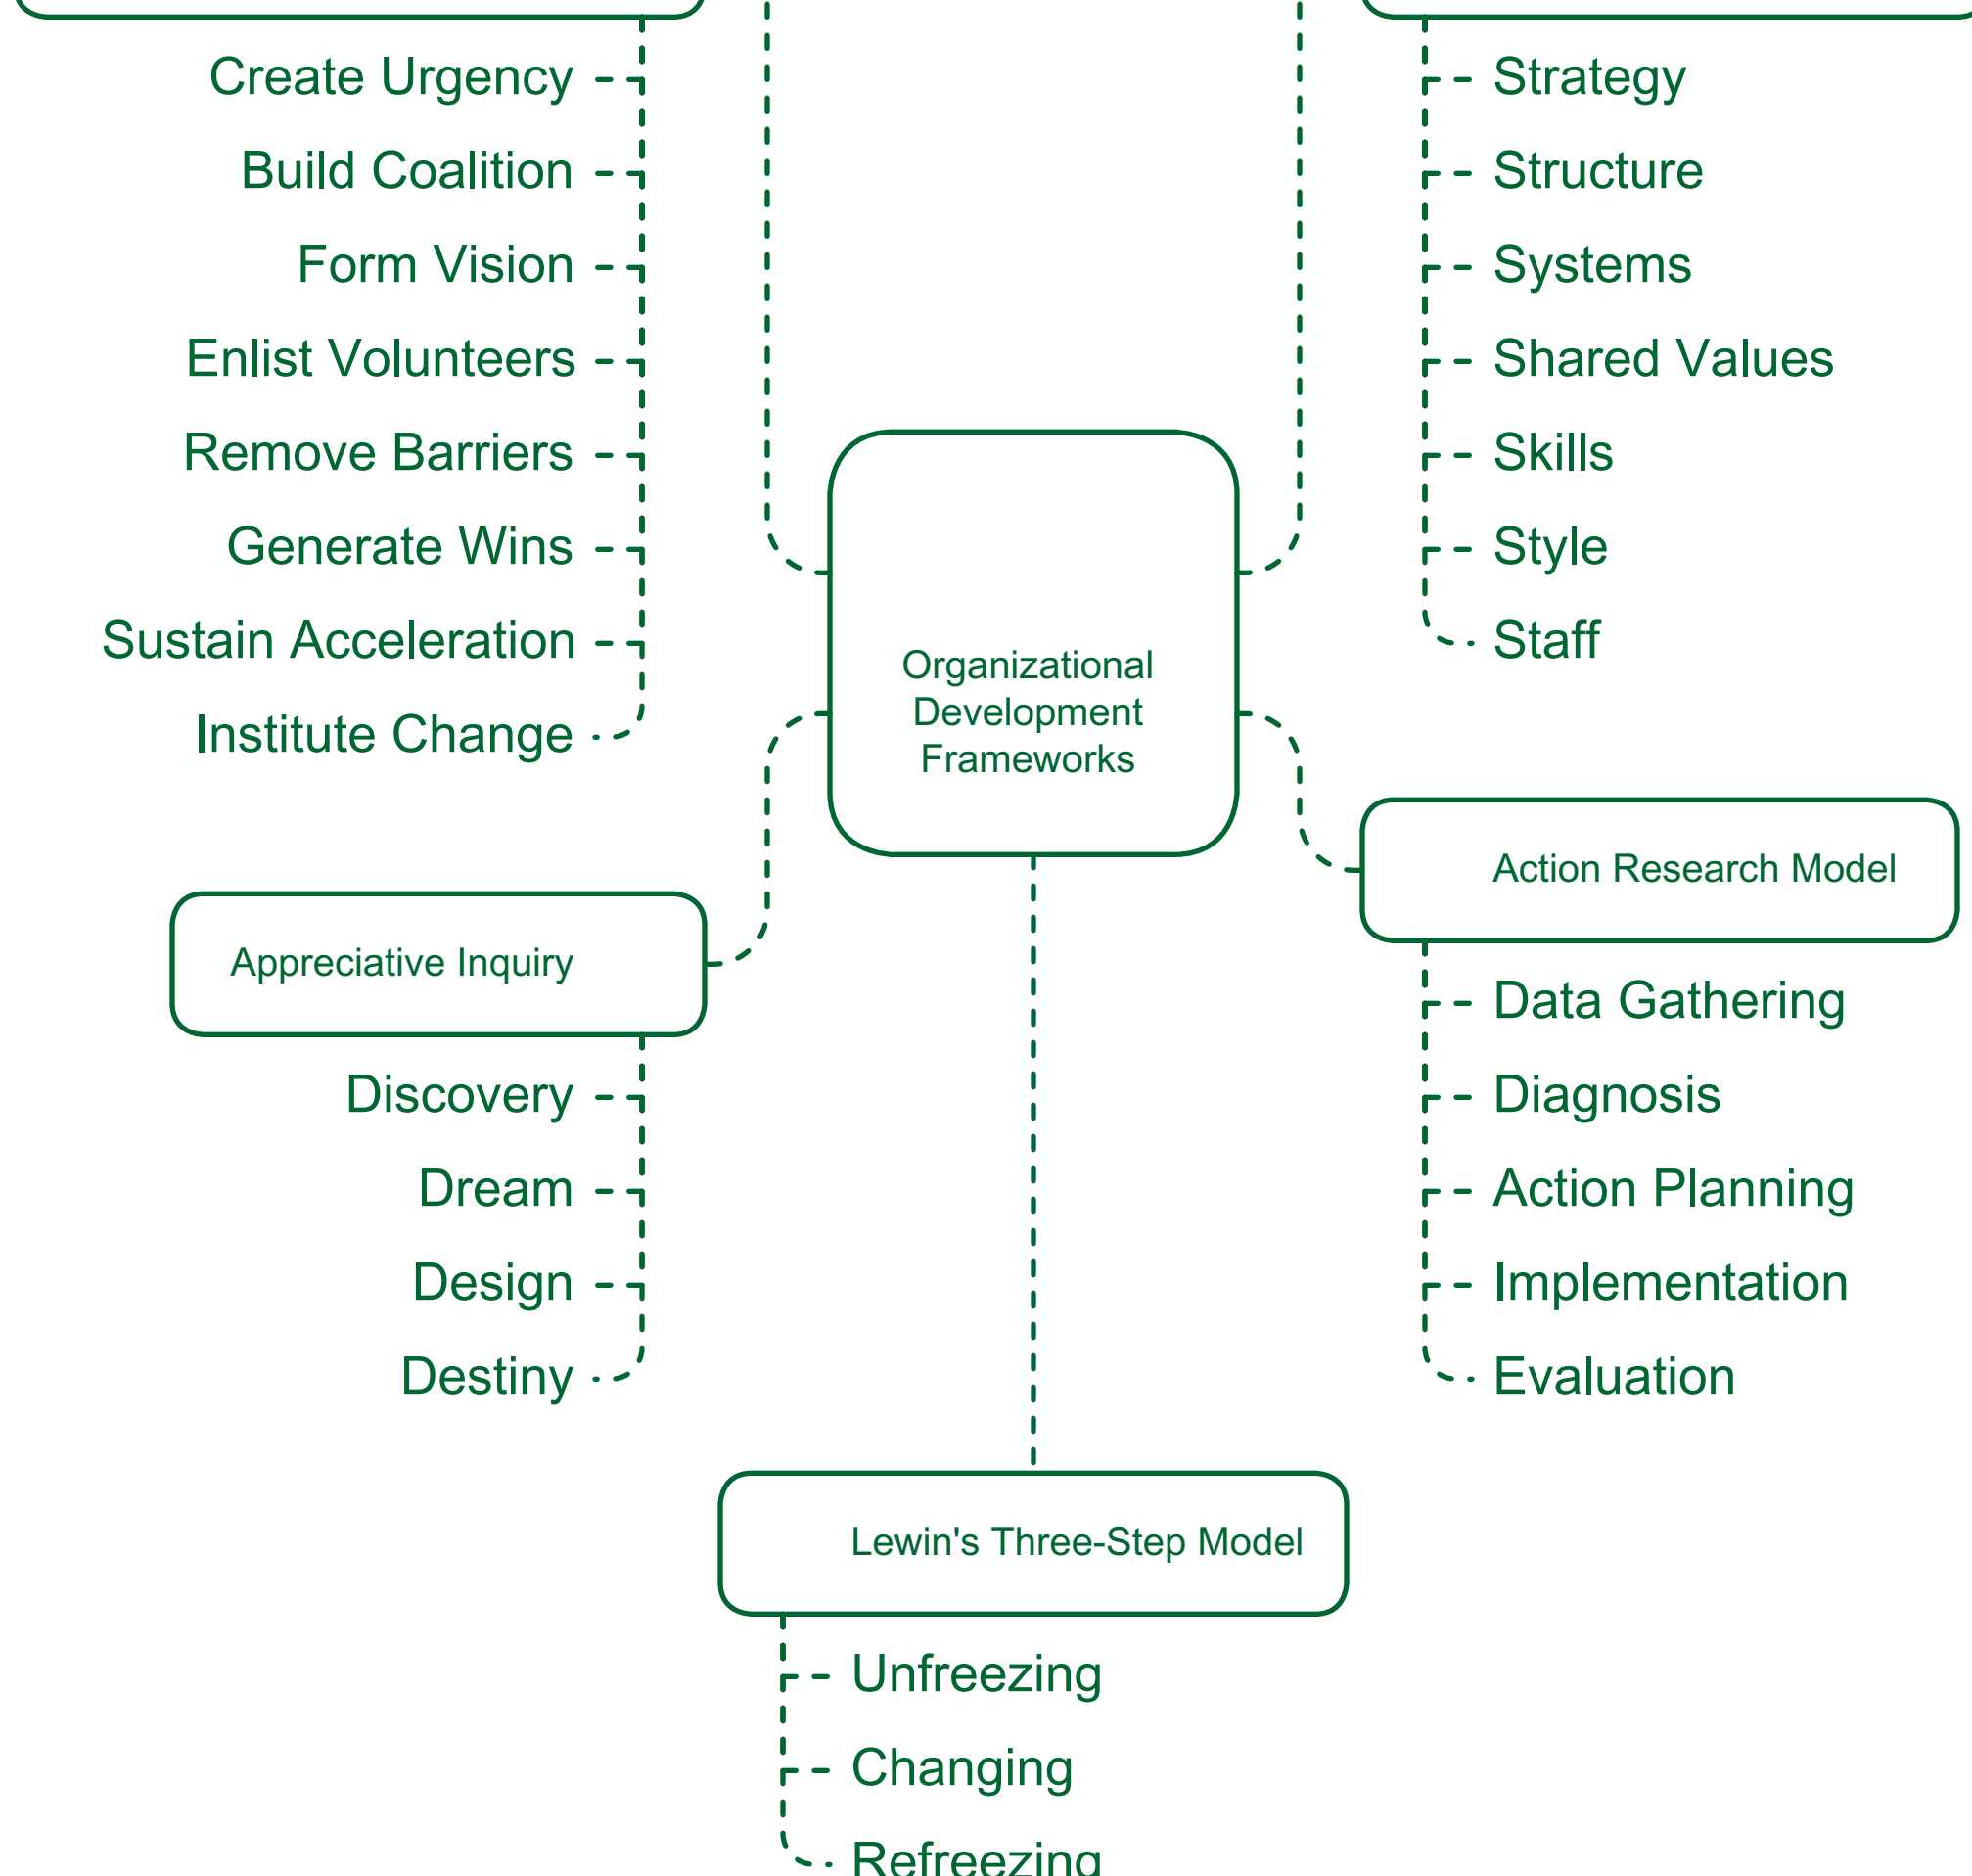 Create Urgency
Build Coalition
Form Vision
Enlist Volunteers
Remove Barriers
Generate Wins
Sustain Acceleration
Institute Change
Strategy
Structure
Systems
Shared Values
Skills
Style
Staff
Organizational
Development
Frameworks
Appreciative Inquiry
Discovery
Dream
Design
Destiny
Action Research Model
Data Gathering
Diagnosis
Action Planning
Implementation
Evaluation
Lewin's Three-Step Model
Unfreezing
Changing
Refreezing